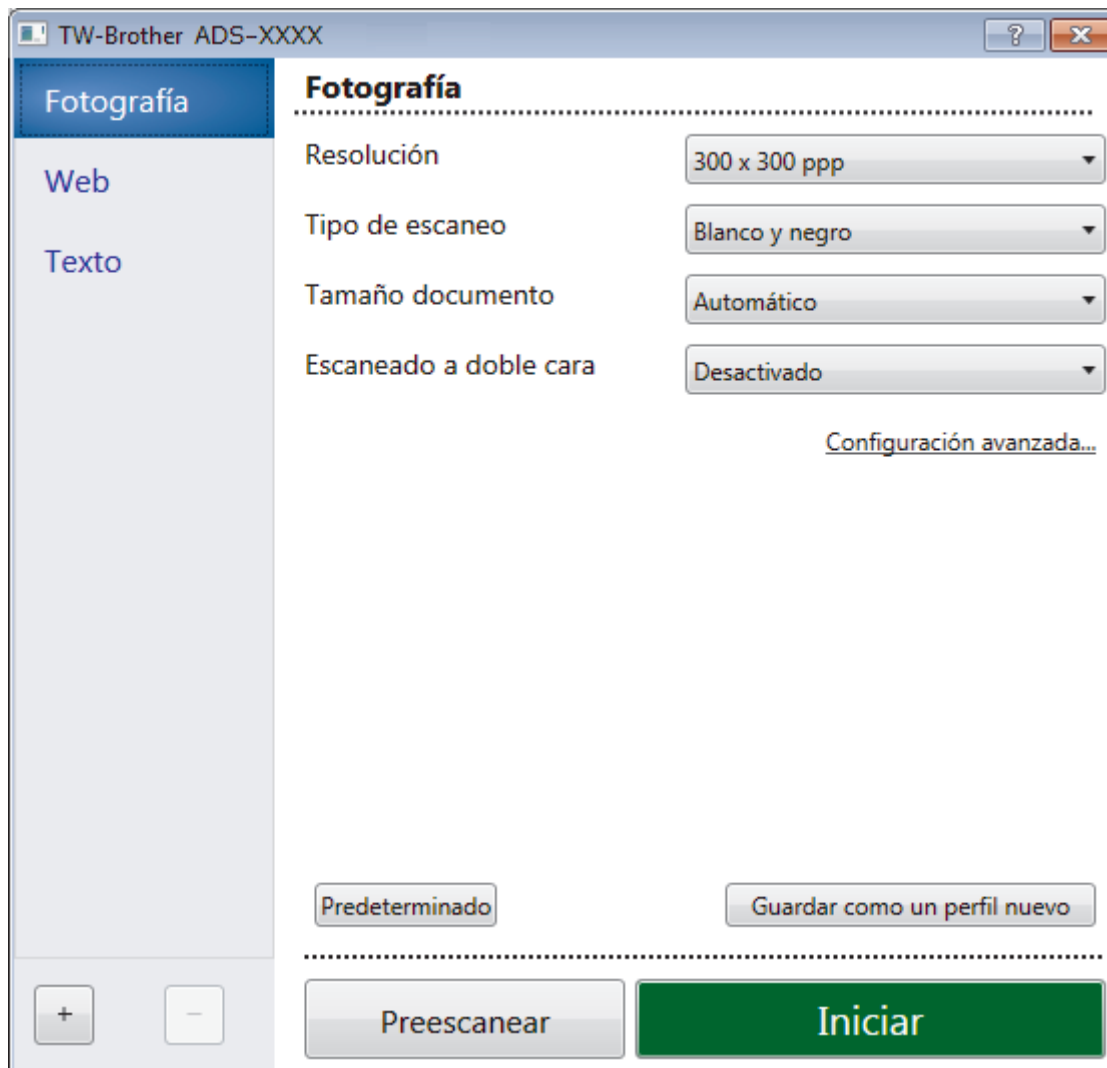 TW-Brother ADS-XXXX
Fotografía
Web
Texto
Fotografía
Resolución
300 x 300 ppp
Tipo de escaneo
Blanco y negro
Tamaño documento
Automático
Escaneado a doble cara
Desactivado
Configuración avanzada...
Predeterminado
Guardar como un perfil nuevo
Preescanear
Iniciar